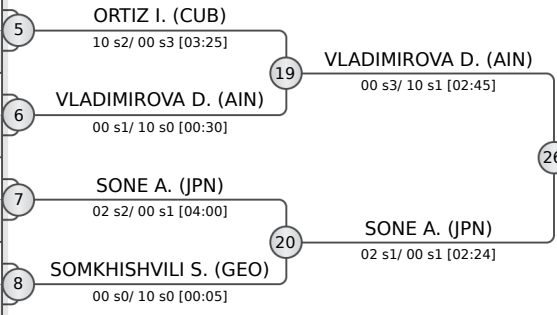 ORTIZ I. (CUB)
5
10 s2/ 00 s3 [03:25]
VLADIMIROVA D. (AIN)
19
00 s3/ 10 s1 [02:45]
VLADIMIROVA D. (AIN)
6
00 s1/ 10 s0 [00:30]
26
SONE A. (JPN)
7
02 s2/ 00 s1 [04:00]
SONE A. (JPN)
20
02 s1/ 00 s1 [02:24]
SOMKHISHVILI S. (GEO)
8
00 s0/ 10 s0 [00:05]